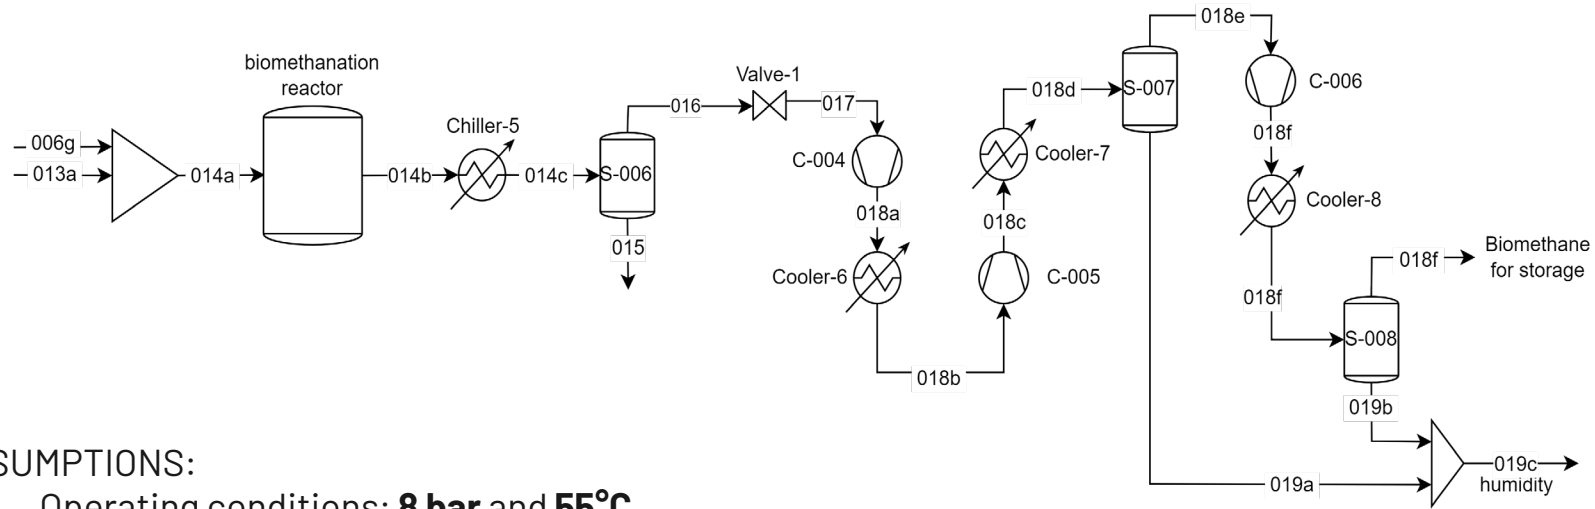 018e
biomethanation
reactor
Valve-1
018d
S-007
C-006
016
017
018f
006g
Chiller-5
C-004
Cooler-7
013a
014a
014b
014c
S-006
Cooler-8
018a
018c
015
Cooler-6
C-005
018f
Biomethane
for storage
018f
S-008
018b
019b
SUMPTIONS:
019c
humidity
019a
Operating conditions: 8 bar and 55°C